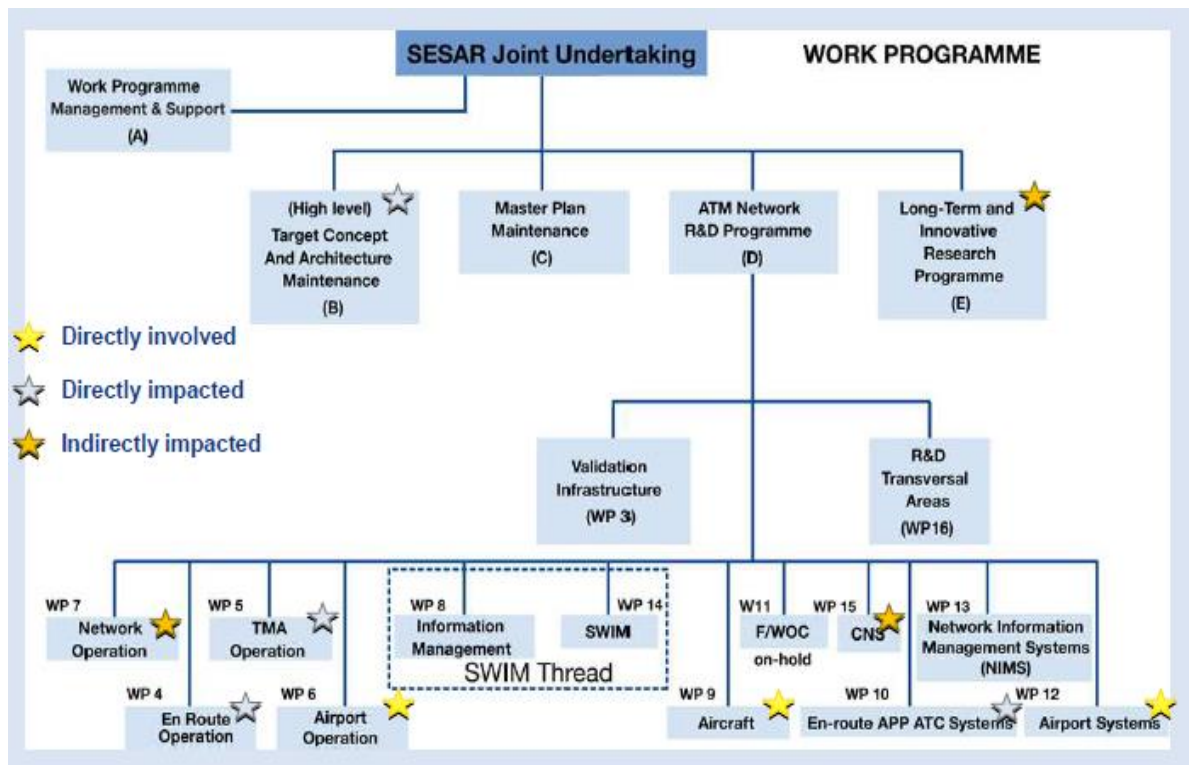 SESAR Joint Undertaking
WORK PROGRAMME
Work Programme
Management & Support
(A)
(High level)
Target Concept
And Architecture
Maintenance
(B)
Master Plan
Maintenance
(C)
ATM Network
R&D Programme
(D)
Long-Term and
Innovative
Research
Programme
(E)
Directly involved
Directly impacted
Indirectly impacted
Validation
Infrastructure
(WP 3)
R&D
Transversal
Areas
(WP16)
WP 7
Network
Operation
WP 5
TMA
Operation
WP 8
Information
Management
WP 14
SWIM
SWIM Thread
W11
F/WOC
on-hold
WP 15
CNS
WP 13
Network Information
Management Systems
(NIMS)
WP 4
En Route
Operation
WP 6
Airport
Operation
WP 9
Aircraft
WP 10
En-route APP ATC Systems
WP 12
Airport Systems